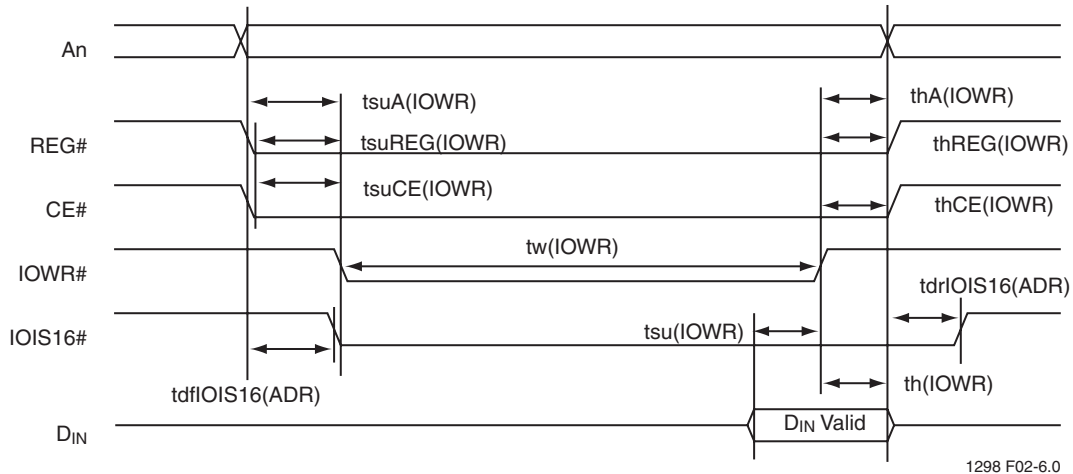 An
tsuA(IOWR)
thA(IOWR)
REG#
tsuREG(IOWR)
thREG(IOWR)
tsuCE(IOWR)
CE#
thCE(IOWR)
tw(IOWR)
IOWR#
tdrIOIS16(ADR)
IOIS16#
tsu(IOWR)
tdfIOIS16(ADR)
th(IOWR)
DIN
DIN Valid
1298 F02-6.0